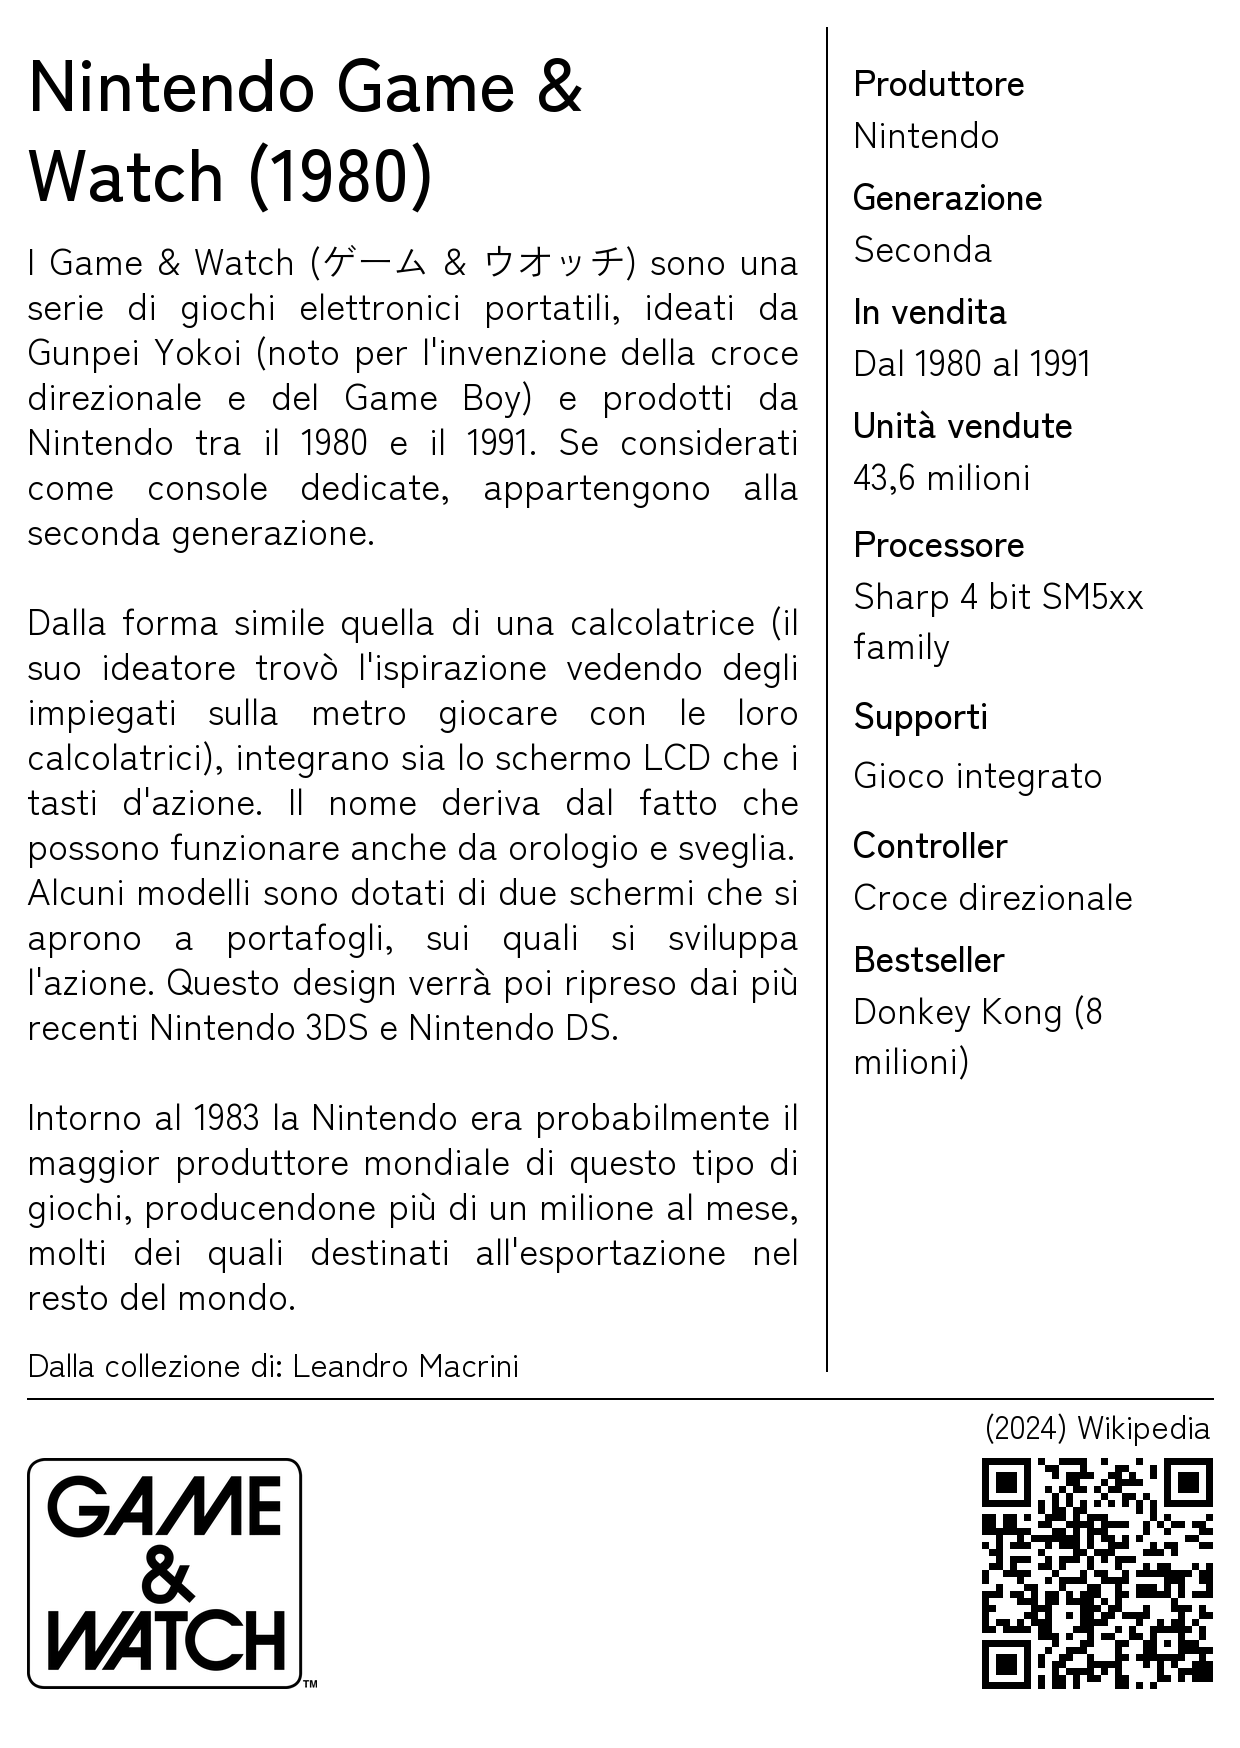 Nintendo Game &
Watch (1980)
I Game & Watch (ゲーム & ウオッチ) sono una
serie di giochi elettronici portatili, ideati da
Gunpei Yokoi (noto per l'invenzione della croce
direzionale e del Game Boy) e prodotti da
Nintendo tra il 1980 e il 1991. Se considerati
come console dedicate, appartengono alla
seconda generazione.
Dalla forma simile quella di una calcolatrice (il
suo ideatore trovò l'ispirazione vedendo degli
impiegati sulla metro giocare con le loro
calcolatrici), integrano sia lo schermo LCD che i
tasti d'azione. Il nome deriva dal fatto che
possono funzionare anche da orologio e sveglia.
Alcuni modelli sono dotati di due schermi che si
aprono a portafogli, sui quali si sviluppa
l'azione. Questo design verrà poi ripreso dai più
recenti Nintendo 3DS e Nintendo DS.
Intorno al 1983 la Nintendo era probabilmente il
maggior produttore mondiale di questo tipo di
giochi, producendone più di un milione al mese,
molti dei quali destinati all'esportazione nel
resto del mondo.
Dalla collezione di: Leandro Macrini
Produttore
Nintendo
Generazione
Seconda
In vendita
Dal 1980 al 1991
Unità vendute
43,6 milioni
Processore
Sharp 4 bit SM5xx
family
Supporti
Gioco integrato
Controller
Croce direzionale
Bestseller
Donkey Kong (8
milioni)
(2024) Wikipedia
GAME
&
WATCH
TM